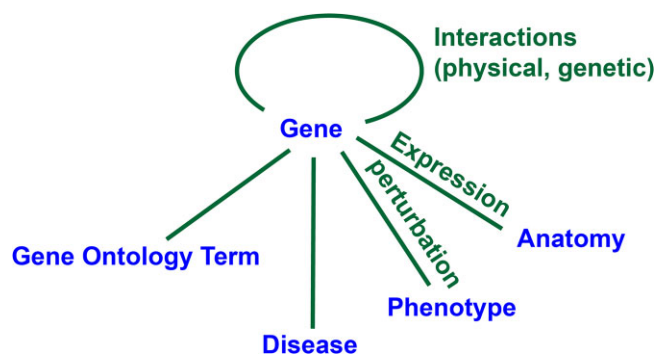 Interactions
(physical, genetic)
Gene
Expression
perturbation
Gene Ontology Term
Anatomy
Phenotype
Disease